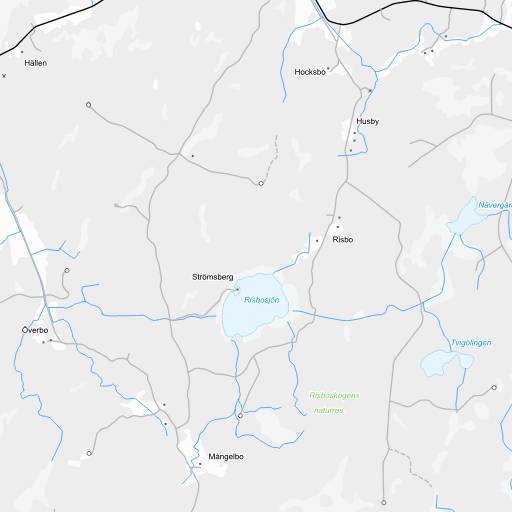 Hällen
Hocksbo
Husby
Nävergår
Risbo
Strömsberg
Risbosjön
Överbo
Tvigölingen
Risboskogens
naturres
Mångelbo